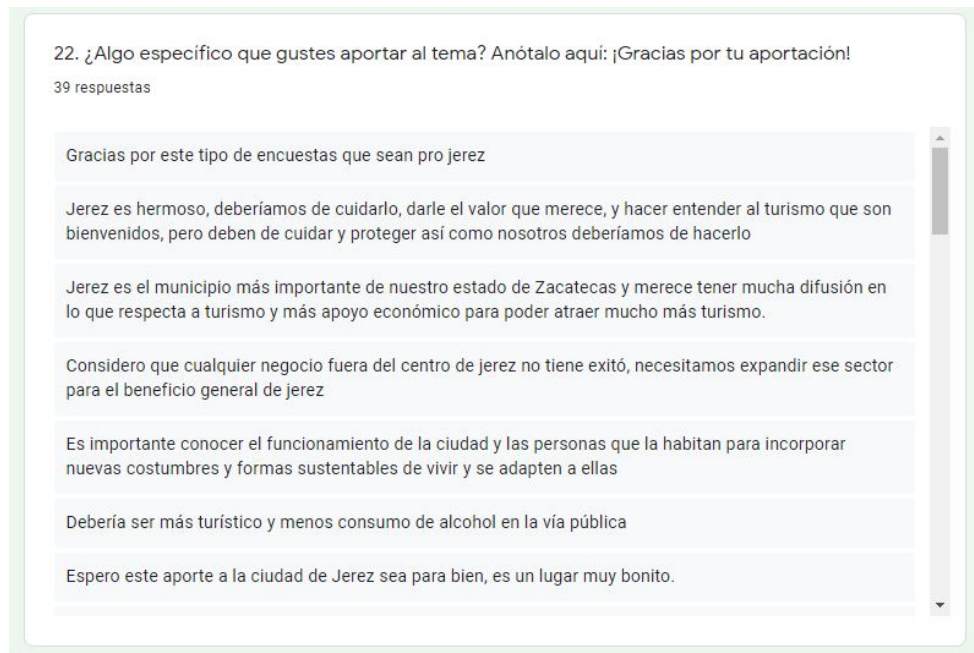 22. ¿Algo específico que gustes aportar al tema? Anótalo aquí: ¡Gracias por tu aportación!
39 respuestas
Gracias por este tipo de encuestas que sean pro jerez
Jerez es hermoso, deberíamos de cuidarlo, darle el valor que merece, y hacer entender al turismo que son
bienvenidos, pero deben de cuidar y proteger así como nosotros deberíamos de hacerlo
Jerez es el municipio más importante de nuestro estado de Zacatecas y merece tener mucha difusión en
lo que respecta a turismo y más apoyo económico para poder atraer mucho más turismo.
Considero que cualquier negocio fuera del centro de jerez no tiene exitó, necesitamos expandir ese sector
para el beneficio general de jerez
Es importante conocer el funcionamiento de la ciudad y las personas que la habitan para incorporar
nuevas costumbres y formas sustentables de vivir y se adapten a ellas
Debería ser más turístico y menos consumo de alcohol en la vía pública
Espero este aporte a la ciudad de Jerez sea para bien, es un lugar muy bonito.